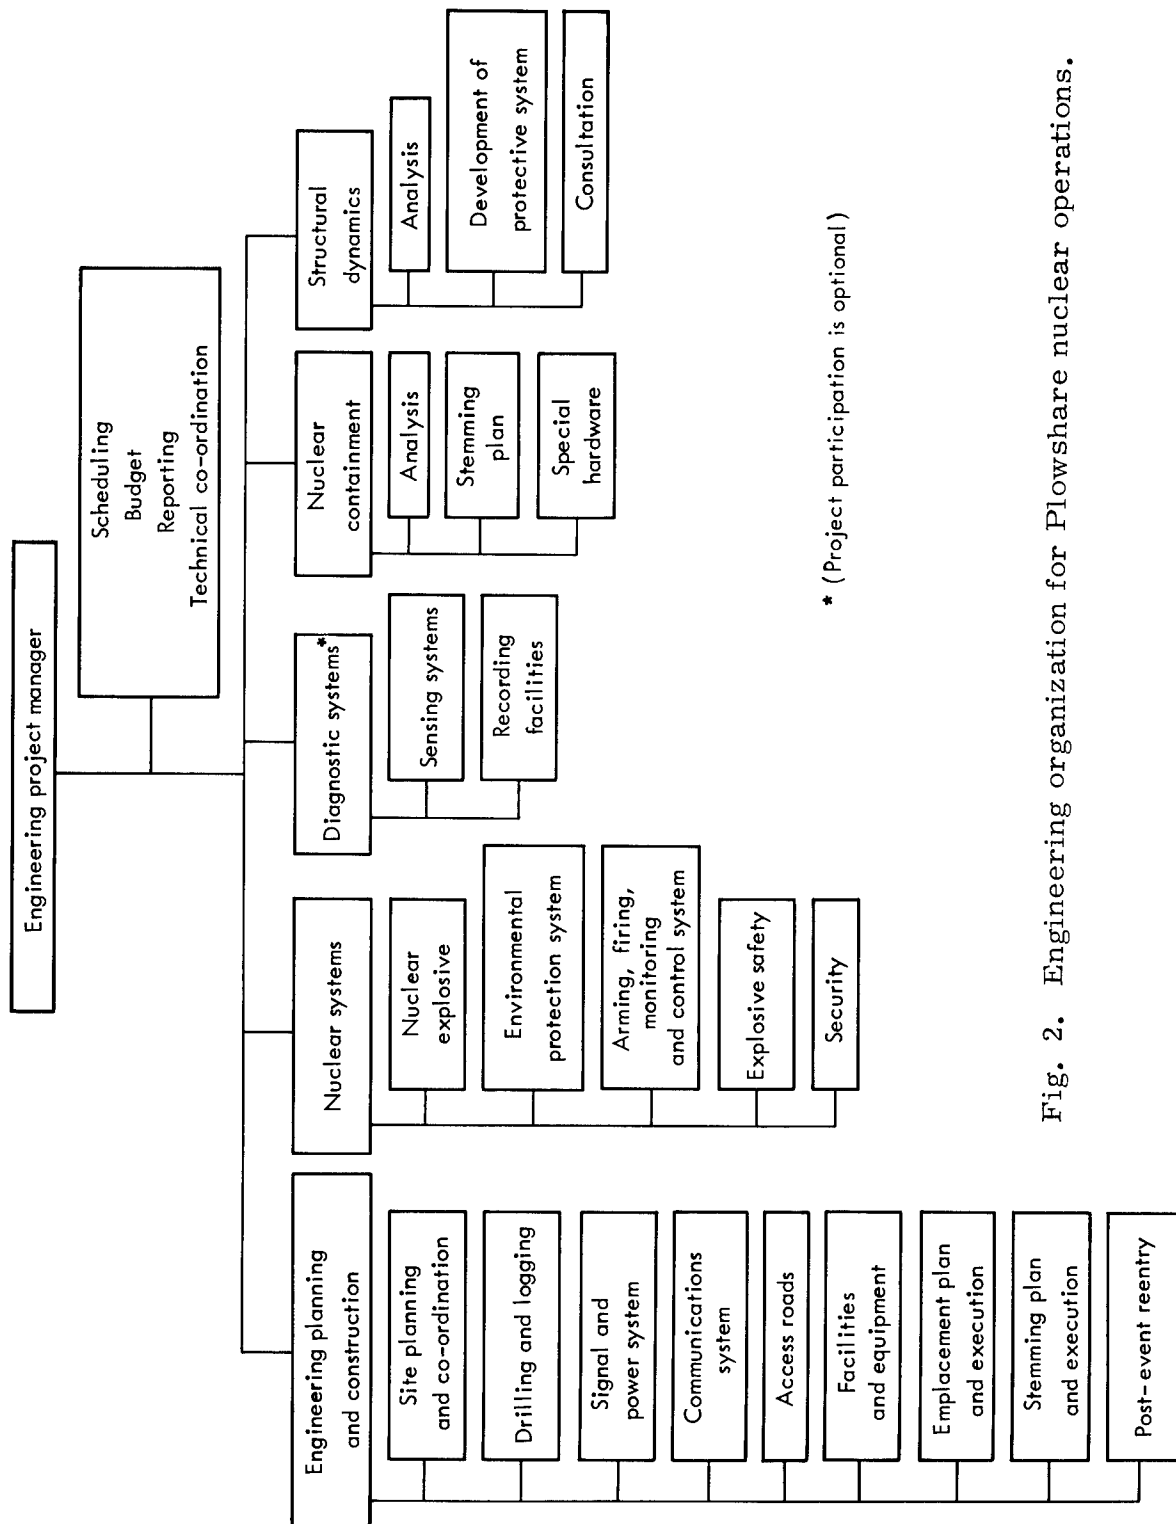 Engineering project manager
Scheduling
Budget
Reporting
Technical co-ordination
Engineering planning
and construction
Site planning
and co-ordination
Drilling and logging
Signal and
power system
Communications
system
Access roads
Facilities
and equipment
Emplacement plan
and execution
Stemming plan
and execution
Post-event reentry
Nuclear systems
Nuclear
explosive
Environmental
protection system
Arming, firing,
monitoring
and control system
Explosive safety
Security
Diagnostic systems*
Sensing systems
Recording
facilities
Nuclear
containment
Analysis
Stemming
plan
Special
hardware
Structural
dynamics
Analysis
Development of
protective system
Consultation
* (Project participation is optional)
Fig. 2. Engineering organization for Plowshare nuclear operations.